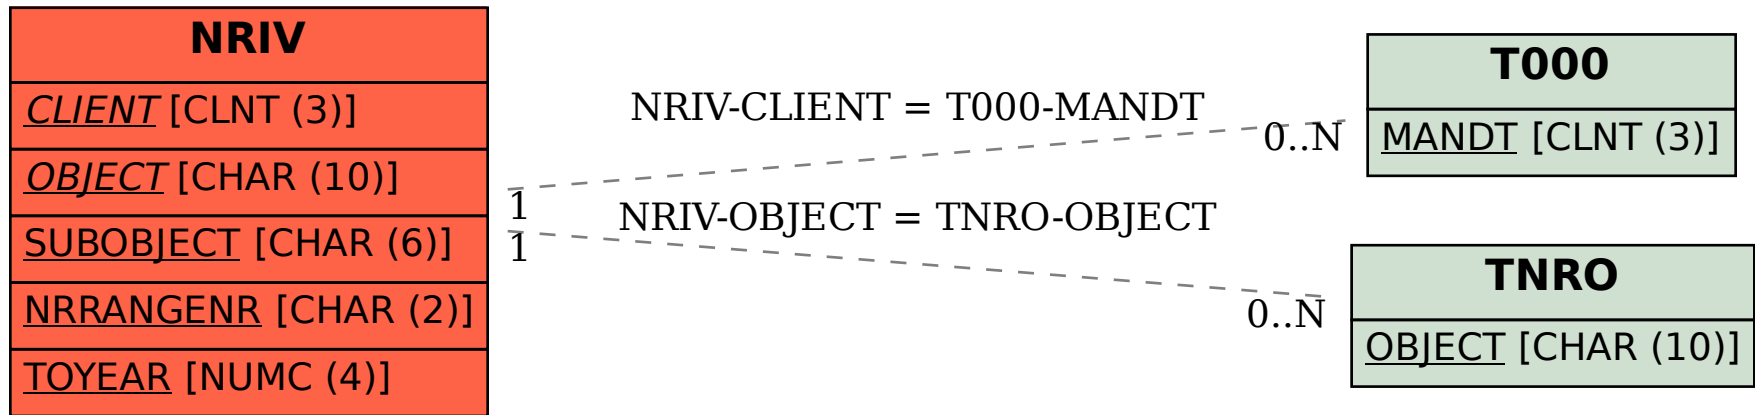 NRIV
CLIENT [CLNT (3)]
OBJECT [CHAR (10)]
SUBOBJECT [CHAR (6)]
NRRANGENR [CHAR (2)]
TOYEAR [NUMC (4)]
NRIV-CLIENT = T000-MANDT
0..N
1
NRIV-OBJECT = TNRO-OBJECT
1
0..N
T000
MANDT [CLNT (3)]
TNRO
OBJECT [CHAR (10)]